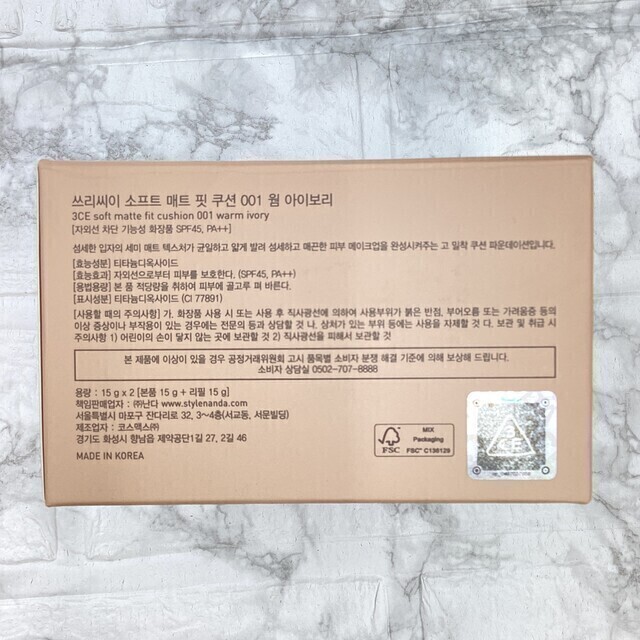 쓰리씨이 소프트 매트 핏 쿠션 001 웜 아이보리
3CE soft matte fit cushion 001 warm ivory
[자외선 차단 기능성 화장품 SPF45, PA++]
섬세한 입자의 세미 매트 텍스처가 균일하고 얇게 발려 섬세하고 매끈한 피부 메이크업을 완성시켜주는 고 밀착 쿠션 파운데이션입니다.
[효능성분] 티타늄디옥사이드
[효능효과] 자외선으로부터 피부를 보호한다. (SPF45, PA++)
[용법용량] 본 품 적당량을 취하여 피부에 골고루 펴 바른다.
[표시성분] 티타늄디옥사이드 (CI 77891)
[사용할 때의 주의사항] 가. 화장품 사용 시 또는 사용 후 직사광선에 의하여 사용부위가 붉은 반점, 부어오름 또는 가려움증 등의
이상 증상이나 부작용이 있는 경우에는 전문의 등과 상담할 것 나. 상처가 있는 부위 등에는 사용을 자제할 것 다. 보관 및 취급 시
주의사항 1) 어린이의 손이 닿지 않는 곳에 보관할 것 2) 직사광선을 피해서 보관할 것
본 제품에 이상이 있을 경우 공정거래위원회 고시 품목별 소비자 분쟁 해결 기준에 의해 보상해 드립니다.
소비자 상담실 0502-707-8888
용량 : 15 g x 2 [본품 15 g + 리필 15 g]
책임판매업자 : ㈜난다 www.stylenanda.com
서울특별시 마포구 잔다리로 32, 3~4층(서교동, 서문빌딩)
제조업자 : 코스맥스㈜
경기도 화성시 향남읍 제약공단1길 27, 2길 46
MADE IN KOREA
FSC
MIX
Packaging
FSC® C138129